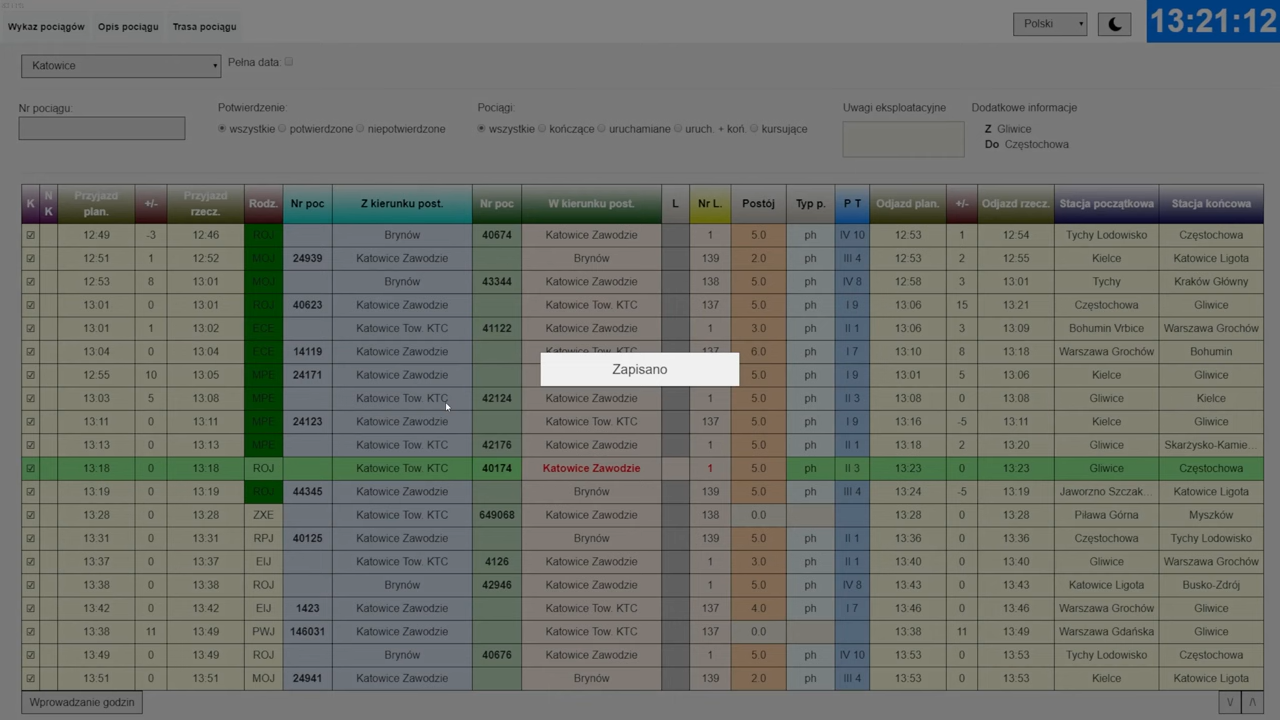 Wykaz pociągów Opis pociągu Trasa pociągu Polski 13:21:12
Katowice Pełna data:
Nr pociągu: Potwierdzenie: Pociągi: Uwagi eksploatacyjne Dodatkowe informacje
wszystkie potwierdzone niepotwierdzone wszystkie kończące uruchamiane uruch. + koń. kursujące Z Gliwice
Do Częstochowa
K N K Przyjazd plan. +/- Przyjazd rzecz. Rodz. Nr poc Z kierunku post. Nr poc W kierunku post. L Nr L. Postój Typ p. P T Odjazd plan. +/- Odjazd rzecz. Stacja początkowa Stacja końcowa
12:49 -3 12:46 ROJ Brynów 40674 Katowice Zawodzie 1 5.0 ph IV 10 12:53 1 12:54 Tychy Lodowisko Częstochowa
12:51 1 12:52 MOJ 24939 Katowice Zawodzie Brynów 139 2.0 ph III 4 12:53 2 12:55 Kielce Katowice Ligota
12:53 8 13:01 MOJ Brynów 43344 Katowice Zawodzie 138 5.0 ph IV 8 12:58 3 13:01 Tychy Kraków Główny
13:01 0 13:01 ROJ 40623 Katowice Zawodzie Katowice Tow. KTC 137 5.0 ph I 9 13:06 15 13:21 Częstochowa Gliwice
13:01 1 13:02 ECE Katowice Tow. KTC 41122 Katowice Zawodzie 1 3.0 ph II 1 13:06 3 13:09 Bohumin Vrbice Warszawa Grochów
13:04 0 13:04 ECE 14119 Katowice Zawodzie Katowice Tow. KTC 137 6.0 ph I 7 13:10 8 13:18 Warszawa Grochów Bohumin
12:55 10 13:05 MPE 24171 Katowice Zawodzie 5.0 ph I 9 13:01 5 13:06 Kielce Gliwice
13:03 5 13:08 MPE Katowice Tow. KTC 42124 Katowice Zawodzie 1 5.0 ph II 3 13:08 0 13:08 Gliwice Kielce
13:11 0 13:11 MPE 24123 Katowice Zawodzie Katowice Tow. KTC 137 5.0 ph I 9 13:16 -5 13:11 Kielce Gliwice
13:13 0 13:13 MPE Katowice Tow. KTC 42176 Katowice Zawodzie 1 5.0 ph II 1 13:18 2 13:20 Gliwice Skarżysko-Kamie...
13:18 0 13:18 ROJ Katowice Tow. KTC 40174 Katowice Zawodzie 1 5.0 ph II 3 13:23 0 13:23 Gliwice Częstochowa
13:19 0 13:19 ROJ 44345 Katowice Zawodzie Brynów 139 5.0 ph III 4 13:24 -5 13:19 Jaworzno Szczak... Katowice Ligota
13:28 0 13:28 ZXE Katowice Tow. KTC 649068 Katowice Zawodzie 138 0.0 13:28 0 13:28 Piława Górna Myszków
13:31 0 13:31 RPJ 40125 Katowice Zawodzie Brynów 139 5.0 ph II 1 13:36 0 13:36 Częstochowa Tychy Lodowisko
13:37 0 13:37 EIJ Katowice Tow. KTC 4126 Katowice Zawodzie 1 3.0 ph II 1 13:40 0 13:40 Gliwice Warszawa Grochów
13:38 0 13:38 ROJ Brynów 42946 Katowice Zawodzie 1 5.0 ph IV 8 13:43 0 13:43 Katowice Ligota Busko-Zdrój
13:42 0 13:42 EIJ 1423 Katowice Zawodzie Katowice Tow. KTC 137 4.0 ph I 7 13:46 0 13:46 Warszawa Grochów Gliwice
13:38 11 13:49 PWJ 146031 Katowice Zawodzie Katowice Tow. KTC 137 0.0 13:38 11 13:49 Warszawa Gdańska Gliwice
13:49 0 13:49 ROJ Brynów 40676 Katowice Zawodzie 1 5.0 ph IV 10 13:53 0 13:53 Tychy Lodowisko Częstochowa
13:51 0 13:51 MOJ 24941 Katowice Zawodzie Brynów 139 2.0 ph III 4 13:53 0 13:53 Kielce Katowice Ligota
Zapisano
Wprowadzanie godzin